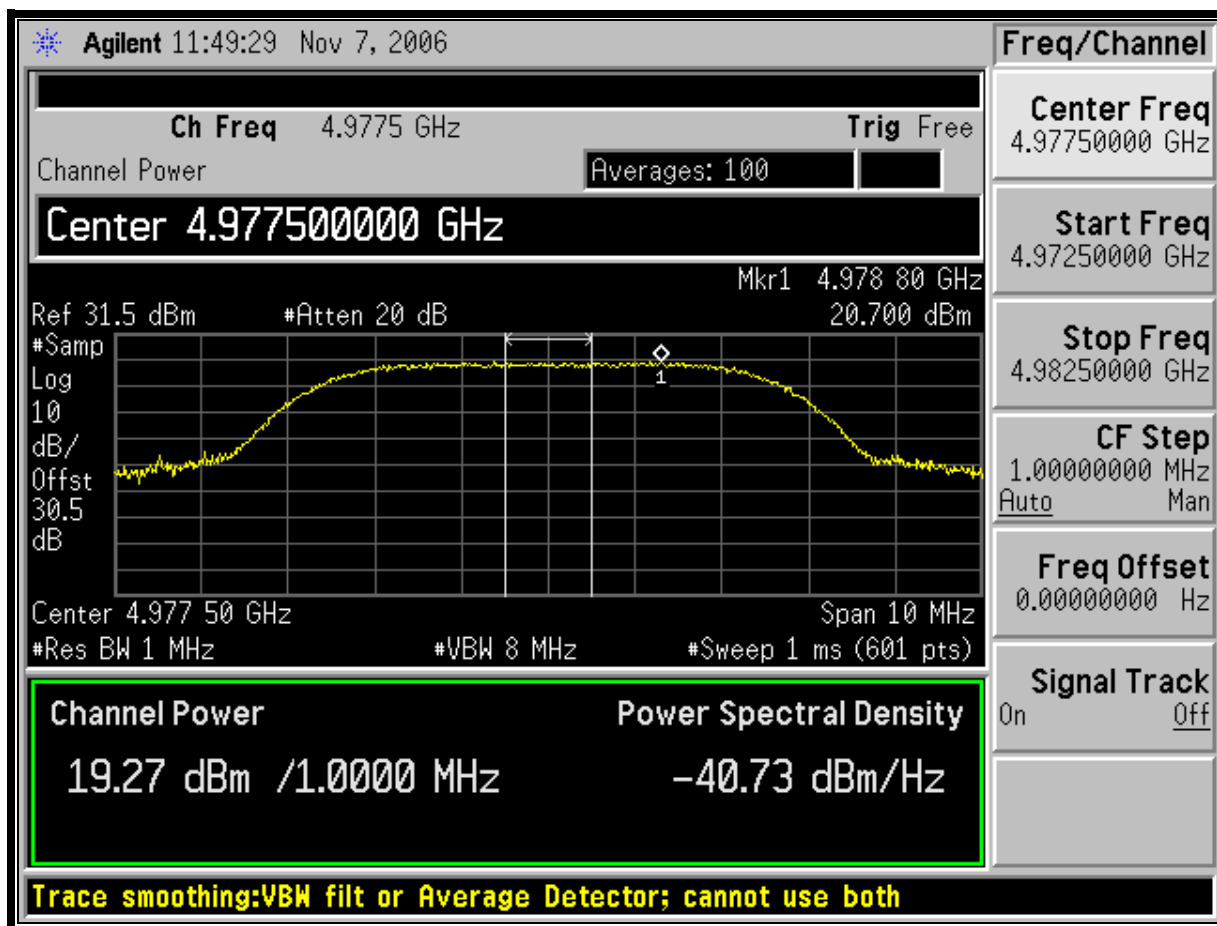 Agilent 11:49:29 Nov 7, 2006
Ch Freq 4.9775 GHz Trig Free
Channel Power Averages: 100
Center 4.977500000 GHz
Mkr1 4.978 80 GHz
Ref 31.5 dBm #Atten 20 dB 20.700 dBm
#Samp
Log
10
dB/
Offst
30.5
dB
1
Center 4.977 50 GHz Span 10 MHz
#Res BW 1 MHz #VBW 8 MHz #Sweep 1 ms (601 pts)
Channel Power Power Spectral Density
19.27 dBm /1.0000 MHz -40.73 dBm/Hz
Trace smoothing:VBW filt or Average Detector; cannot use both
Freq/Channel
Center Freq
4.97750000 GHz
Start Freq
4.97250000 GHz
Stop Freq
4.98250000 GHz
CF Step
1.00000000 MHz
Auto Man
Freq Offset
0.00000000 Hz
Signal Track
On Off